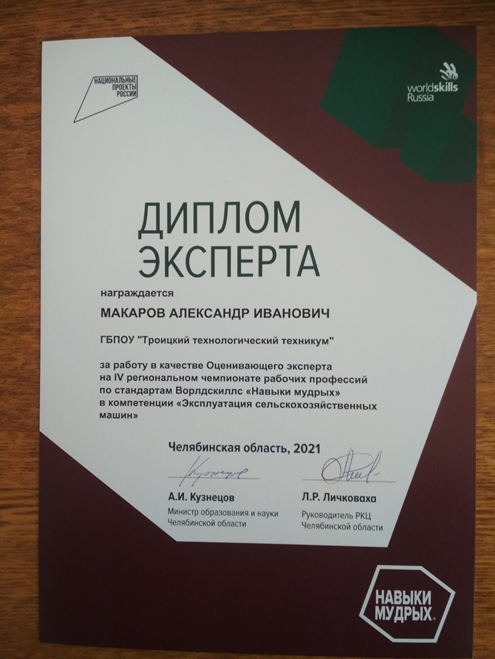 НАЦИОНАЛЬНЫЕ
ПРОЕКТЫ
РОССИИ
worldskills
Russia
ДИПЛОМ
ЭКСПЕРТА
награждается
МАКАРОВ АЛЕКСАНДР ИВАНОВИЧ
ГБПОУ "Троицкий технологический техникум"
за работу в качестве Оценивающего эксперта
на IV региональном чемпионате рабочих профессий
по стандартам Ворлдскиллс «Навыки мудрых»
в компетенции «Эксплуатация сельскохозяйственных
машин»
Челябинская область, 2021
А.И. Кузнецов
Министр образования и науки
Челябинской области
Л.Р. Личковаха
Руководитель РКЦ
Челябинской области
НАВЫКИ
МУДРЫХ.